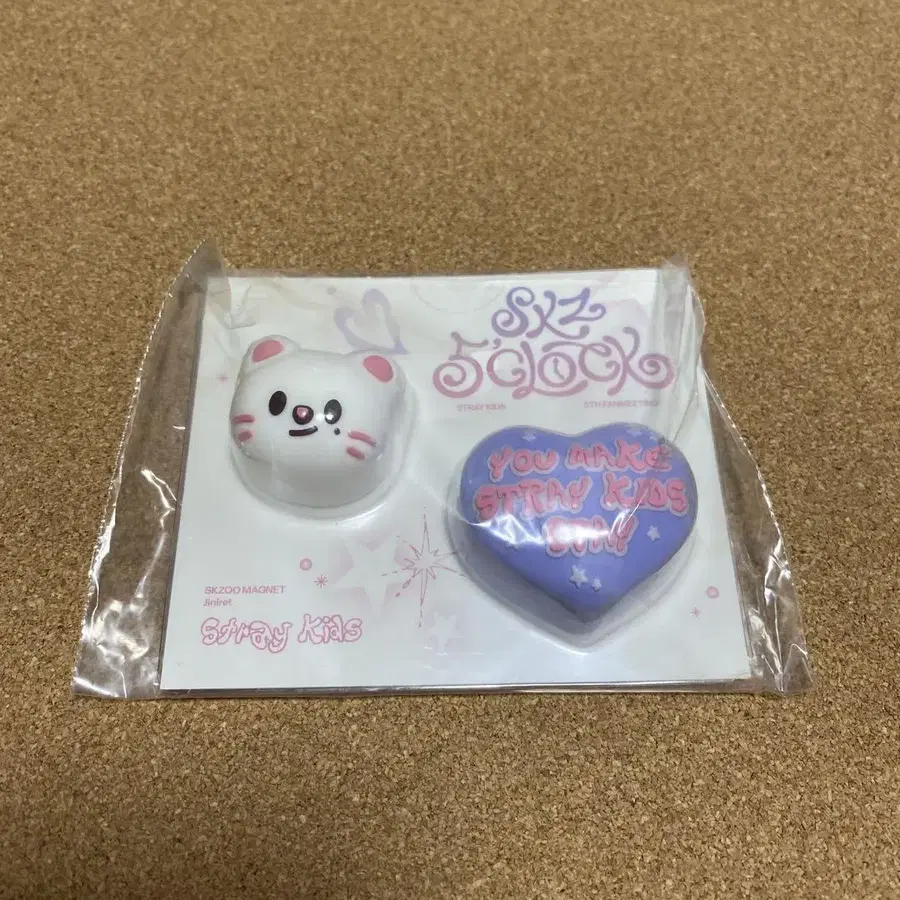 SKZ
5'CLOCK
STRAY KIDS 5TH FANMEETING
YOU MAKE
STRAY KIDS
STAY
SKZOO MAGNET
Jiniret
Stray Kids